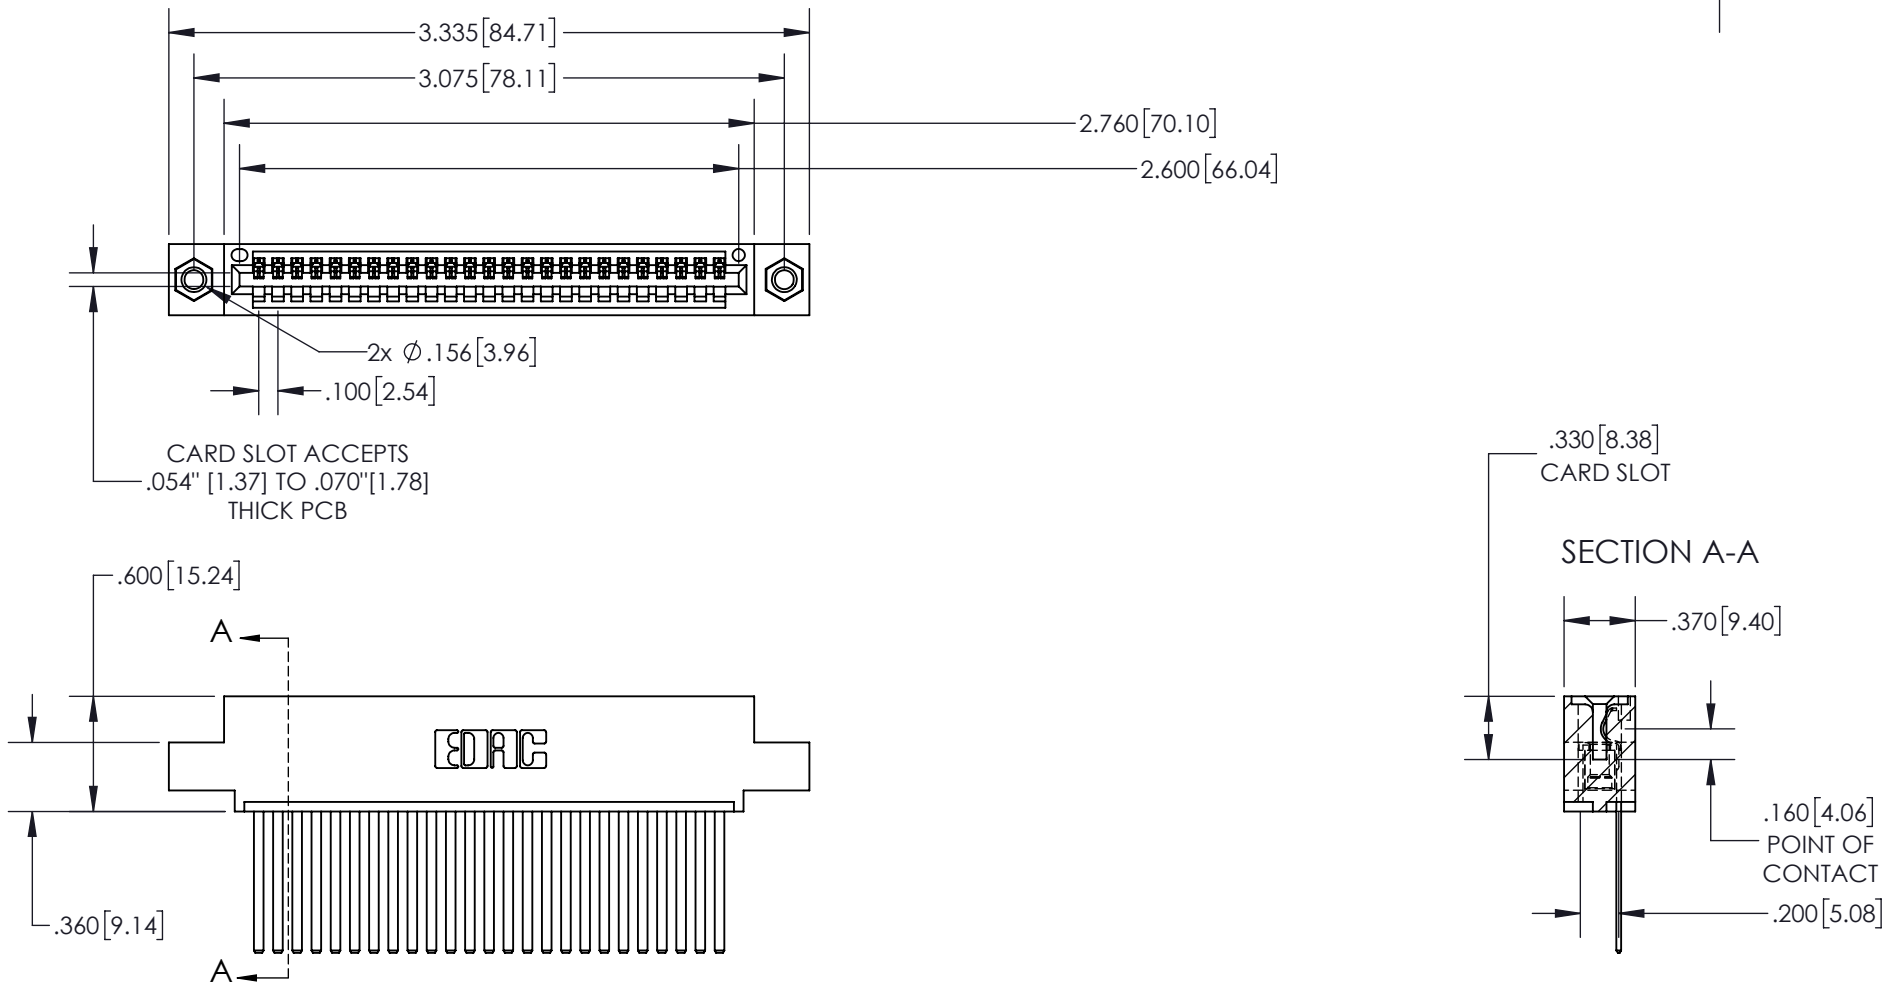 3.335[84.71]
3.075[78.11]
2.760[70.10]
2.600[66.04]
2x Ø.156[3.96]
.100[2.54]
CARD SLOT ACCEPTS
.054" [1.37] TO .070"[1.78]
THICK PCB
.330[8.38]
CARD SLOT
SECTION A-A
.600[15.24]
A
.370[9.40]
EDAC
.160[4.06]
POINT OF
CONTACT
.360[9.14]
.200[5.08]
A